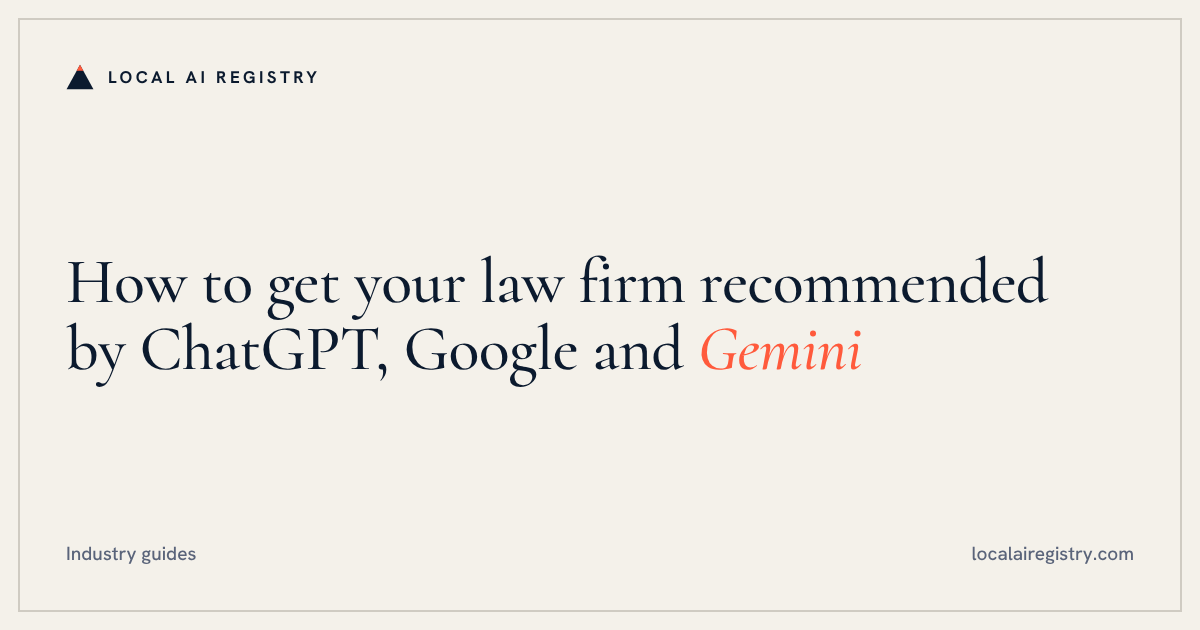 LOCAL AI REGISTRY
How to get your law firm recommended
by ChatGPT, Google and Gemini
Industry guides
localairegistry.com